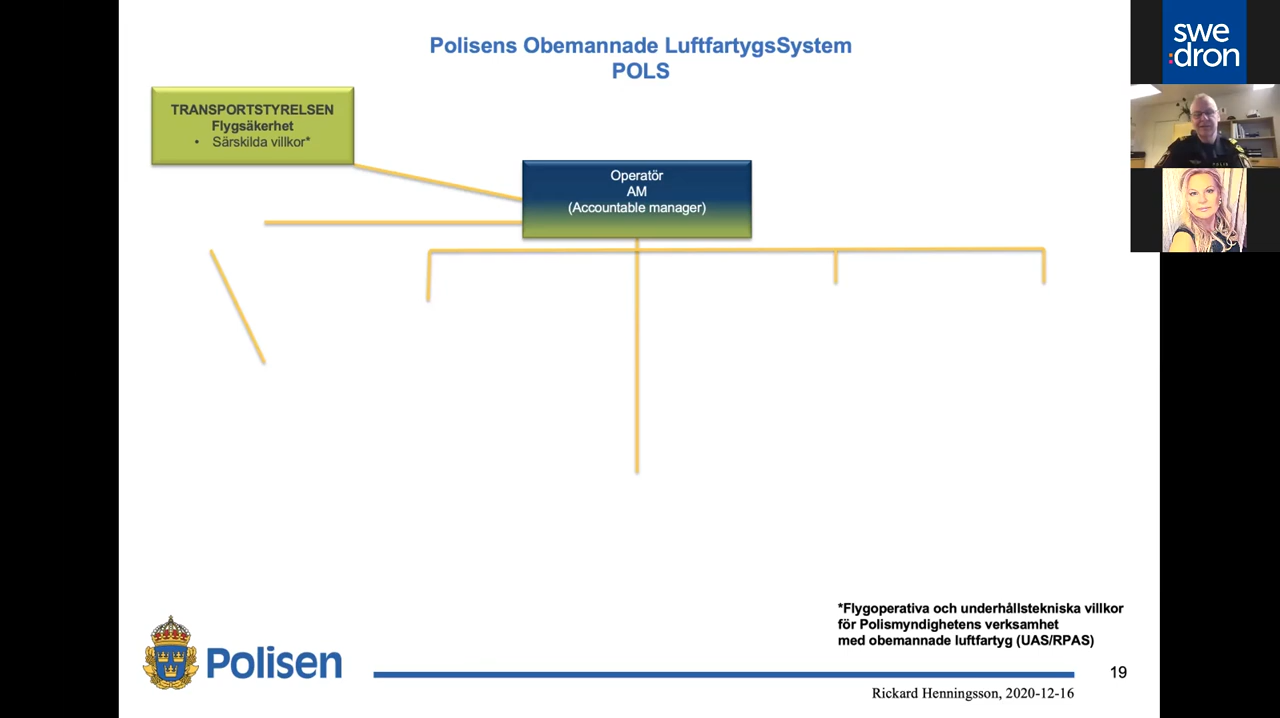 Polisens Obemannade LuftfartygsSystem
POLS
TRANSPORTSTYRELSEN
Flygsäkerhet
• Särskilda villkor*
Operatör
AM
(Accountable manager)
*Flygoperativa och underhållstekniska villkor
för Polismyndighetens verksamhet
med obemannade luftfartyg (UAS/RPAS)
Polisen
19
Rickard Henningsson, 2020-12-16
swe
:dron
POLIS